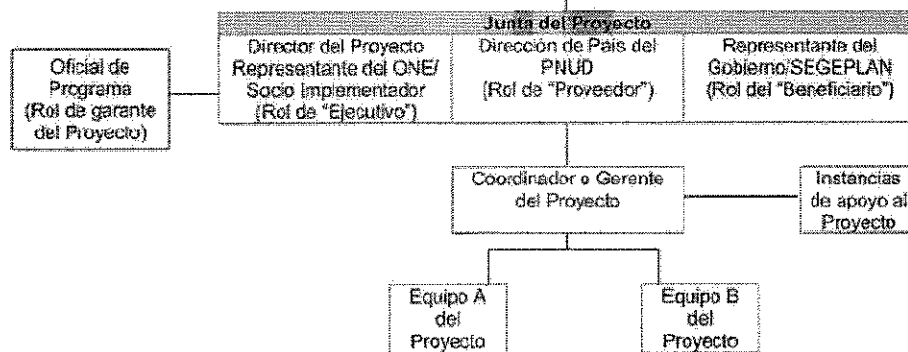 Junta del Proyecto
Oficial de
Programa
(Rol de garante
del Proyecto)
Director del Proyecto
Representante del ONE/
Socio Implementador
(Rol de "Ejecutivo")
Dirección de País del
PNUD
(Rol de "Proveedor")
Representante del
Gobierno/SEGEPLAN
(Rol del "Beneficiario")
Coordinador o Gerente
del Proyecto
Instancias
de apoyo al
Proyecto
Equipo A
del
Proyecto
Equipo B
del
Proyecto